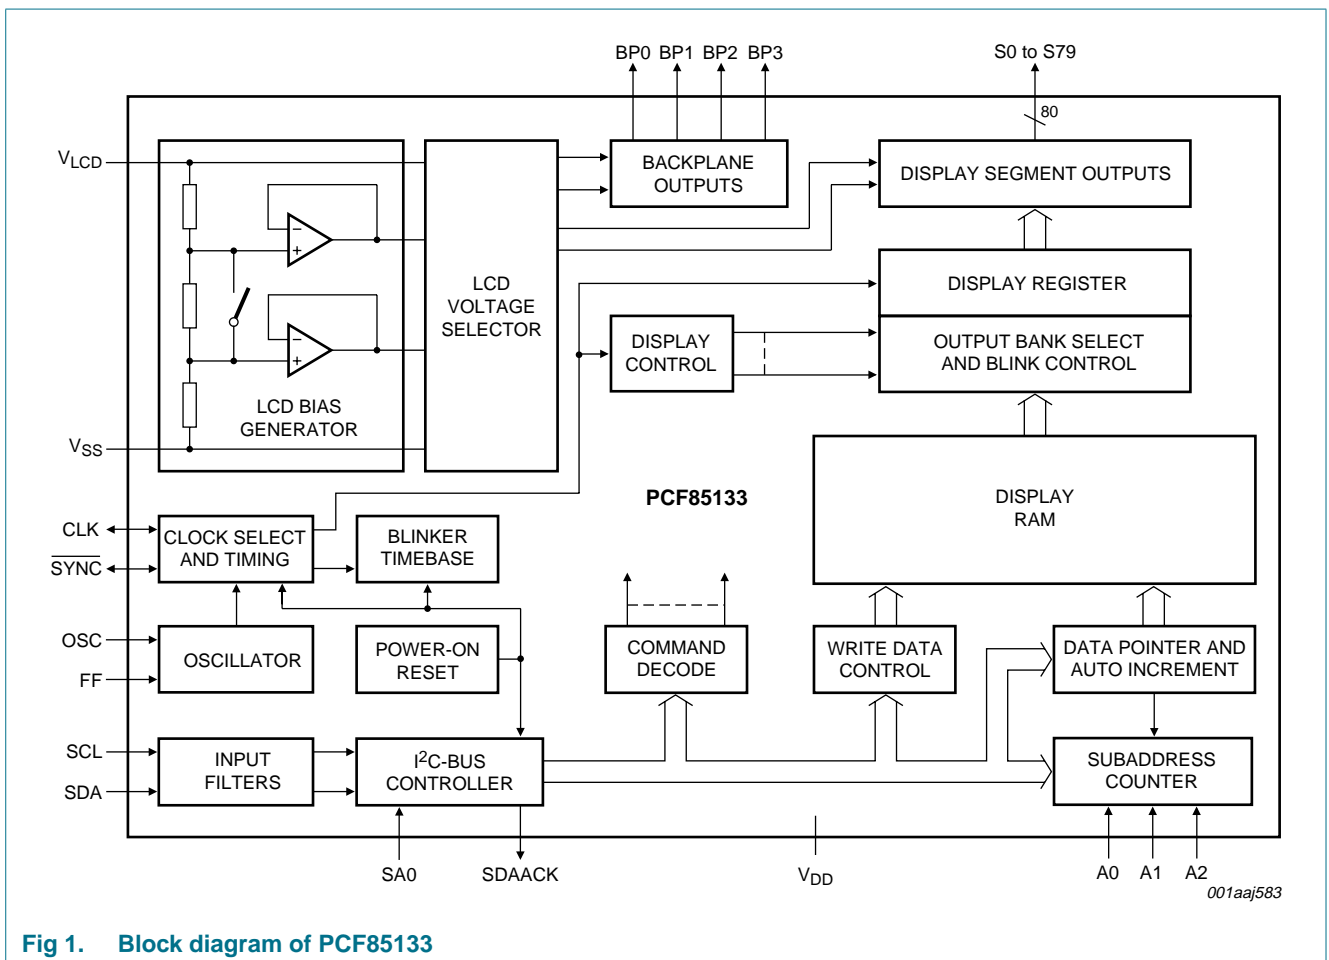 BP0 BP1 BP2 BP3
S0 to S79
80
VLCD
BACKPLANE
OUTPUTS
DISPLAY SEGMENT OUTPUTS
−
+
LCD
VOLTAGE
SELECTOR
DISPLAY REGISTER
−
+
DISPLAY
CONTROL
OUTPUT BANK SELECT
AND BLINK CONTROL
LCD BIAS
GENERATOR
VSS
PCF85133
DISPLAY
RAM
CLK
SYNC
CLOCK SELECT
AND TIMING
BLINKER
TIMEBASE
OSC
FF
OSCILLATOR
POWER-ON
RESET
COMMAND
DECODE
WRITE DATA
CONTROL
DATA POINTER AND
AUTO INCREMENT
SCL
SDA
INPUT
FILTERS
I2C-BUS
CONTROLLER
SUBADDRESS
COUNTER
SA0
SDAACK
VDD
A0 A1 A2
001aaj583
Fig 1. Block diagram of PCF85133